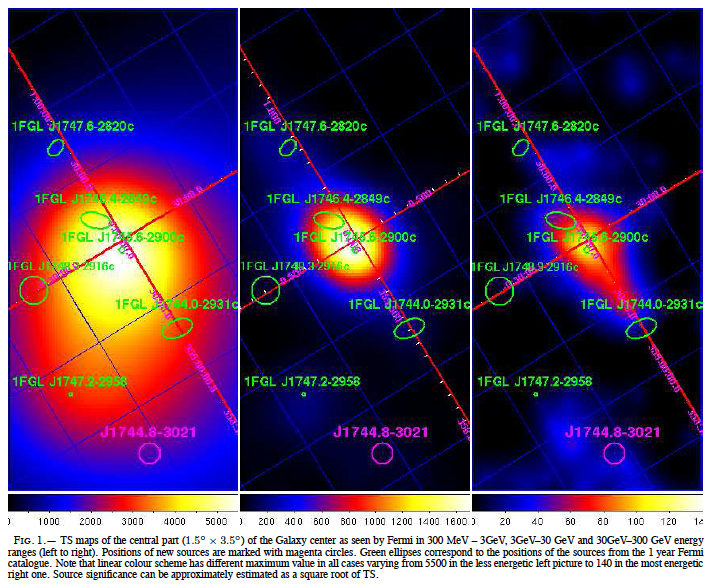 1FGL J1747.6-2820c
1FGL J1746.4-2849c
1FGL J1745.6-2900c
1FGL J1744.0-2931c
1FGL J1747.2-2958
J1744.8-3021
1FGL J1747.6-2820c
1FGL J1746.4-2849c
1FGL J1745.6-2900c
1FGL J1744.0-2931c
1FGL J1747.2-2958
J1744.8-3021
1FGL J1747.6-2820c
1FGL J1746.4-2849c
1FGL J1745.6-2900c
1FGL J1744.0-2931c
1FGL J1747.2-2958
J1744.8-3021
1000 2000 3000 4000 5000
200 400 600 800 1000 1200 1400 1600
20 40 60 80 100 120
FIG. 1.— TS maps of the central part (1.5° × 3.5°) of the Galaxy center as seen by Fermi in 300 MeV – 3GeV, 3GeV–30 GeV and 30GeV–300 GeV energy
ranges (left to right). Positions of new sources are marked with magenta circles. Green ellipses correspond to the positions of the sources from the 1 year Fermi
catalogue. Note that linear colour scheme has different maximum value in all cases varying from 5500 in the less energetic left picture to 140 in the most energetic
right one. Source significance can be approximately estimated as a square root of TS.